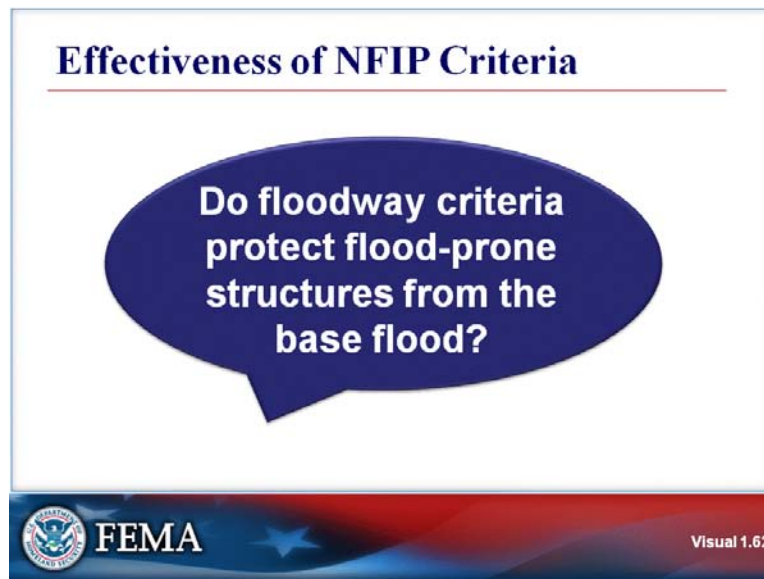 Effectiveness of NFIP Criteria
Do floodway criteria
protect flood-prone
structures from the
base flood?
FEMA
Visual 1.62